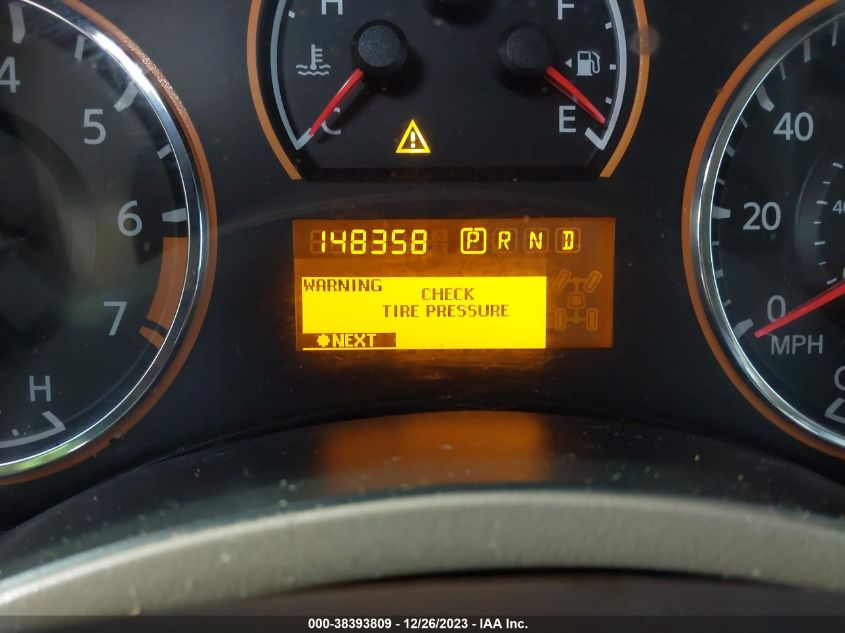 H
F
4
5
C
E
40
6
148358 P R N D
20
WARNING
CHECK
TIRE PRESSURE
7
0
MPH
NEXT
H
000-38393809 - 12/26/2023 - IAA Inc.